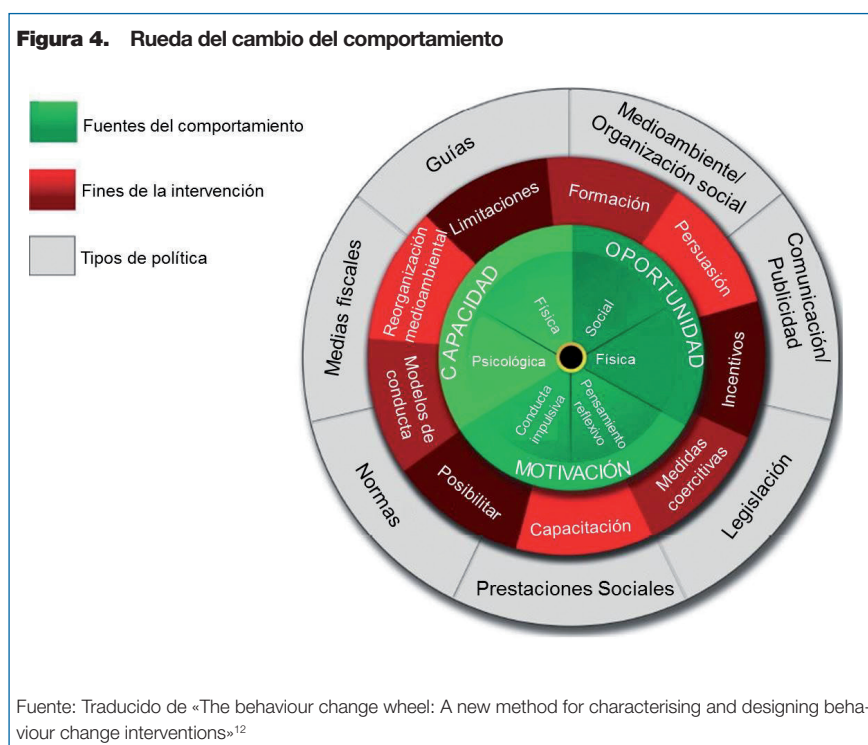 Figura 4. Rueda del cambio del comportamiento
Fuentes del comportamiento
Fines de la intervención
Tipos de política
Guías
Medioambiente/
Organización social
Comunicación/
Publicidad
Legislación
Prestaciones Sociales
Normas
Medias fiscales
Limitaciones
Formación
Persuasión
Incentivos
Medidas
coercitivas
Capacitación
Posibilitar
Modelos de
conducta
Reorganización
medioambiental
CAPACIDAD
OPORTUNIDAD
MOTIVACIÓN
Física
Social
Psicológica
Física
Conducta
impulsiva
Pensamiento
reflexivo
Fuente: Traducido de «The behaviour change wheel: A new method for characterising and designing beha-
viour change interventions»12